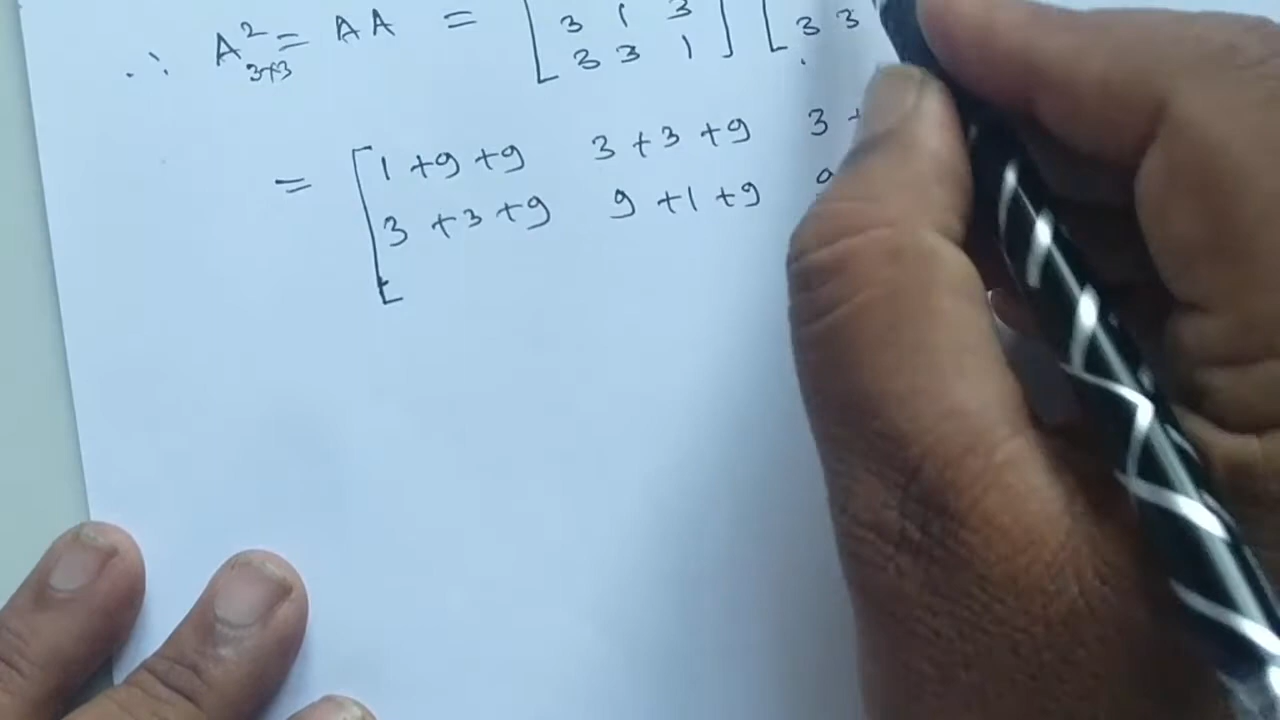 ∴ A² 3×3 = AA = [ 3 1 3 ] [ 3 3
3 3 1
= [ 1 +9 +9 3 +3 +9 3 +
3 +3 +9 9 +1 +9 9